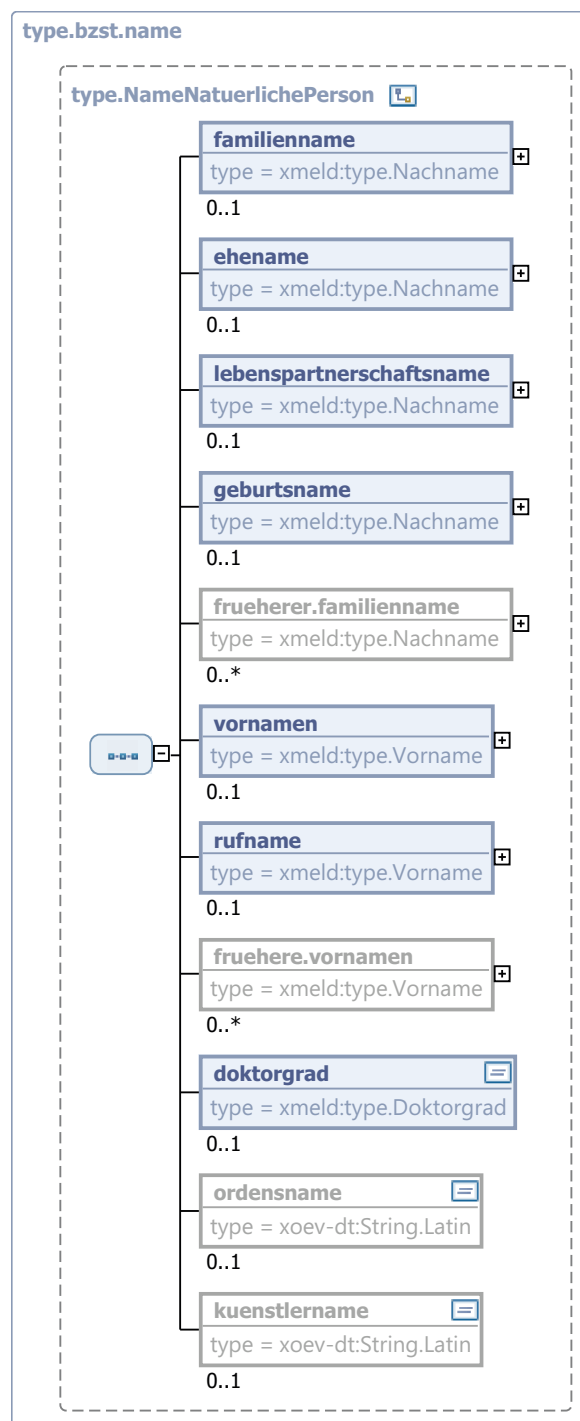 type.bzst.name
type.NameNatuerlichePerson
familienname
type = xmeld:type.Nachname
0..1
ehename
type = xmeld:type.Nachname
0..1
lebenspartnerschaftsname
type = xmeld:type.Nachname
0..1
geburtsname
type = xmeld:type.Nachname
0..1
frueherer.familienname
type = xmeld:type.Nachname
0..*
vornamen
type = xmeld:type.Vorname
0..1
rufname
type = xmeld:type.Vorname
0..1
fruehere.vornamen
type = xmeld:type.Vorname
0..*
doktorgrad
type = xmeld:type.Doktorgrad
0..1
ordensname
type = xoev-dt:String.Latin
0..1
kuenstlername
type = xoev-dt:String.Latin
0..1